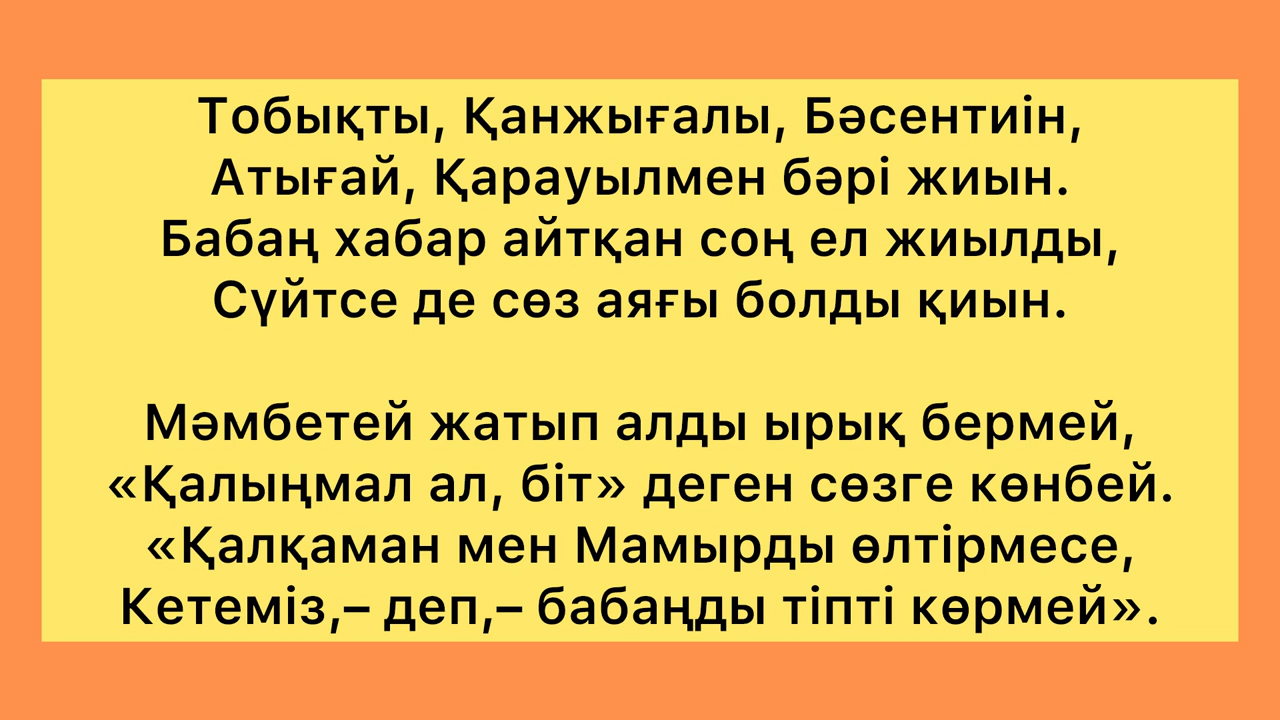 Тобықты, Қанжығалы, Бәсентиін,
Атығай, Қарауылмен бәрі жиын.
Бабаң хабар айтқан соң ел жиылды,
Сүйтсе де сөз аяғы болды қиын.
Мәмбетей жатып алды ырық бермей,
«Қалыңмал ал, біт» деген сөзге көнбей.
«Қалқаман мен Мамырды өлтірмесе,
Кетеміз,– деп,– бабаңды тіпті көрмей».